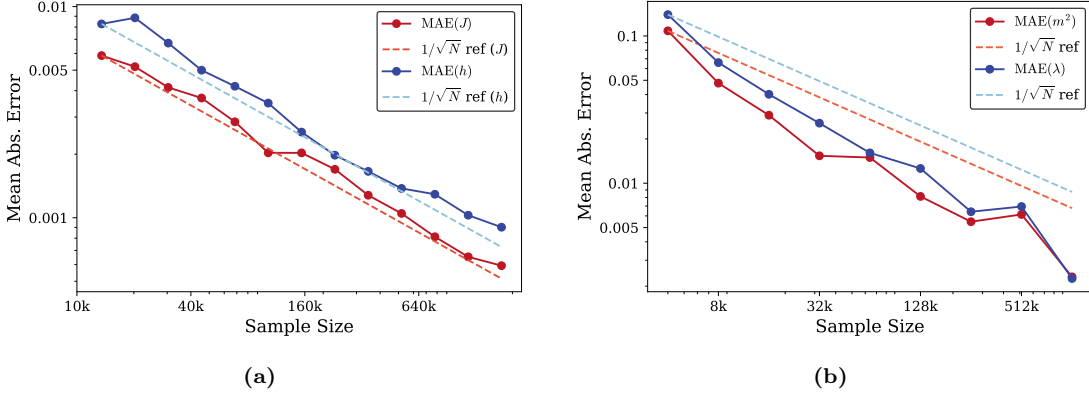 0.01
0.005
0.001
Mean Abs. Error
10k
40k
160k
640k
Sample Size
MAE(J)
1/√N ref (J)
MAE(h)
1/√N ref (h)
(a)
0.1
0.05
0.01
0.005
Mean Abs. Error
8k
32k
128k
512k
Sample Size
MAE(m²)
1/√N ref
MAE(λ)
1/√N ref
(b)